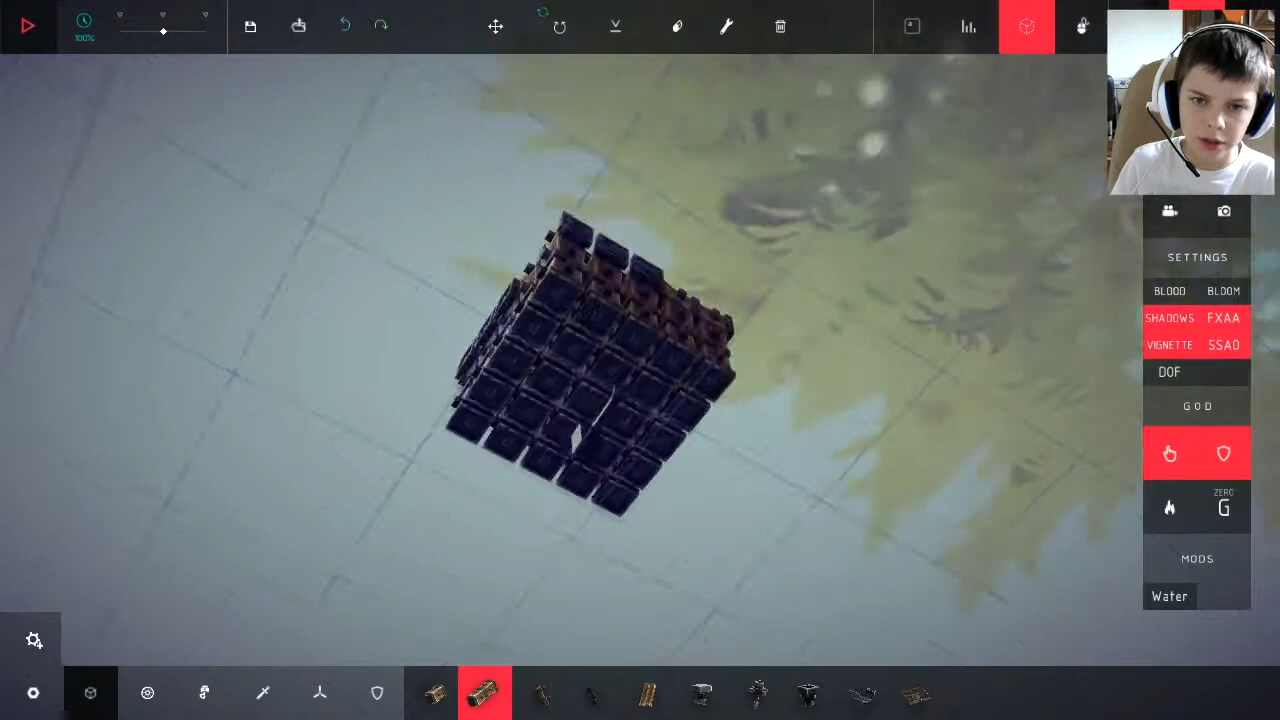 100%
SETTINGS
BLOOD BLOOM
SHADOWS FXAA
VIGNETTE SSAO
DOF
GOD
ZERO
G
MODS
Water